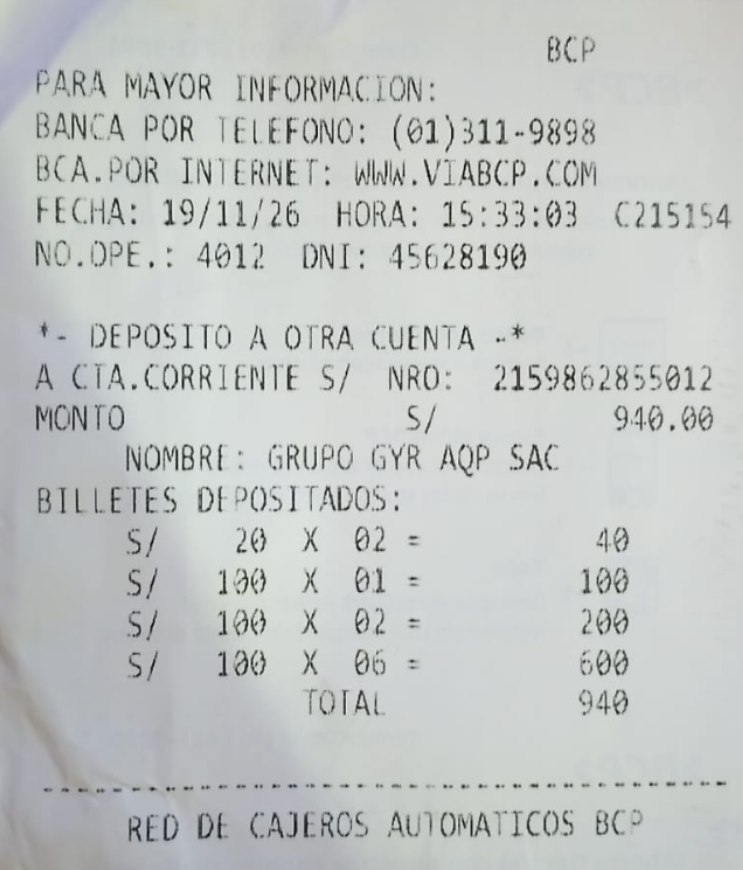 BCP
PARA MAYOR INFORMACION:
BANCA POR TELEFONO: (01)311-9898
BCA.POR INTERNET: WWW.VIABCP.COM
FECHA: 19/11/26 HORA: 15:33:03 C215154
NO.OPE.: 4012 DNI: 45628190
*- DEPOSITO A OTRA CUENTA -*
A CTA.CORRIENTE S/ NRO: 2159862855012
MONTO S/ 940.00
NOMBRE: GRUPO GYR AQP SAC
BILLETES DEPOSITADOS:
S/ 20 X 02 = 40
S/ 100 X 01 = 100
S/ 100 X 02 = 200
S/ 100 X 06 = 600
TOTAL 940
--------------------------------------
RED DE CAJEROS AUTOMATICOS BCP